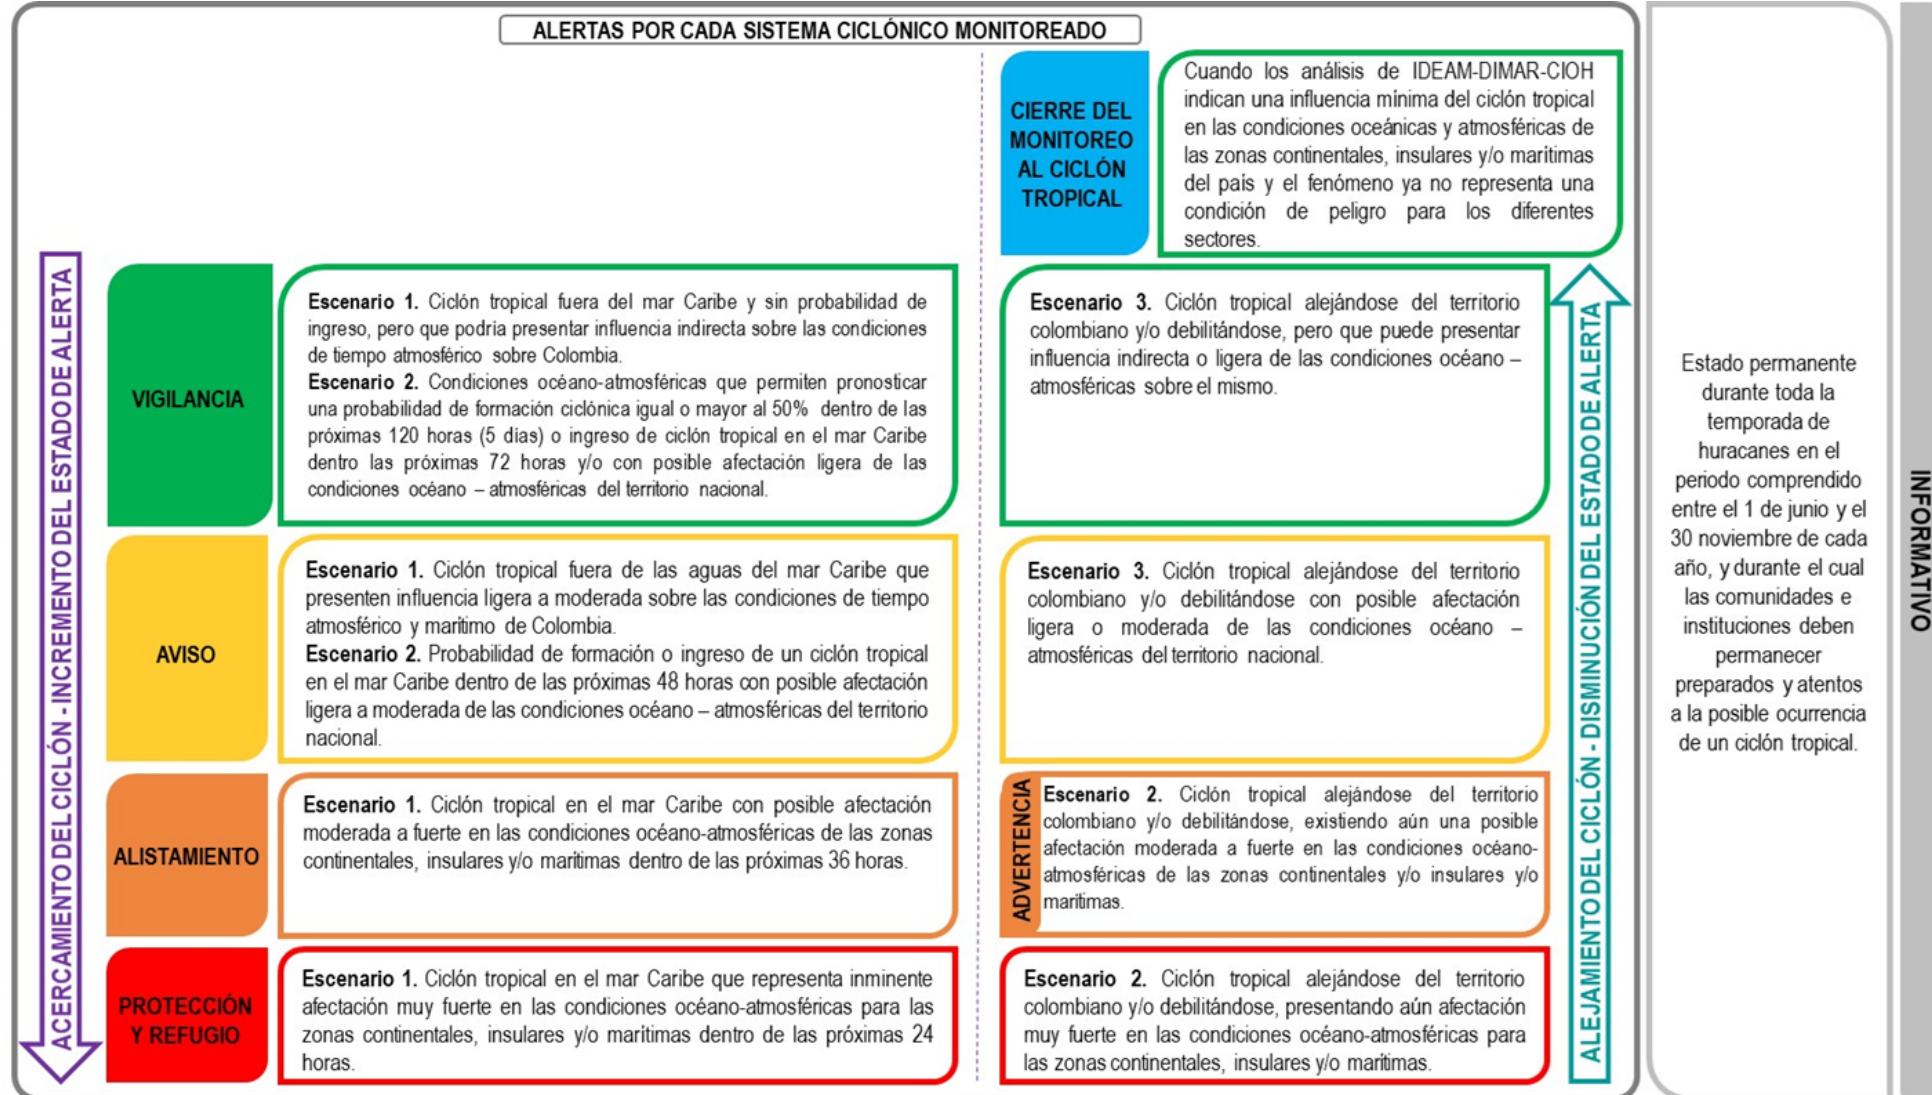 ALERTAS POR CADA SISTEMA CICLÓNICO MONITOREADO
CIERRE DEL
MONITOREO
AL CICLÓN
TROPICAL
Cuando los análisis de IDEAM-DIMAR-CIOH
indican una influencia mínima del ciclón tropical
en las condiciones oceánicas y atmosféricas de
las zonas continentales, insulares y/o marítimas
del país y el fenómeno ya no representa una
condición de peligro para los diferentes
sectores.
ACERCAMIENTO DEL CICLÓN - INCREMENTO DEL ESTADO DE ALERTA
VIGILANCIA
Escenario 1. Ciclón tropical fuera del mar Caribe y sin probabilidad de
ingreso, pero que podría presentar influencia indirecta sobre las condiciones
de tiempo atmosférico sobre Colombia.
Escenario 2. Condiciones océano-atmosféricas que permiten pronosticar
una probabilidad de formación ciclónica igual o mayor al 50% dentro de las
próximas 120 horas (5 días) o ingreso de ciclón tropical en el mar Caribe
dentro las próximas 72 horas y/o con posible afectación ligera de las
condiciones océano – atmosféricas del territorio nacional.
Escenario 3. Ciclón tropical alejándose del territorio
colombiano y/o debilitándose, pero que puede presentar
influencia indirecta o ligera de las condiciones océano –
atmosféricas sobre el mismo.
AVISO
Escenario 1. Ciclón tropical fuera de las aguas del mar Caribe que
presenten influencia ligera a moderada sobre las condiciones de tiempo
atmosférico y marítimo de Colombia.
Escenario 2. Probabilidad de formación o ingreso de un ciclón tropical
en el mar Caribe dentro de las próximas 48 horas con posible afectación
ligera a moderada de las condiciones océano – atmosféricas del territorio
nacional.
Escenario 3. Ciclón tropical alejándose del territorio
colombiano y/o debilitándose con posible afectación
ligera o moderada de las condiciones océano –
atmosféricas del territorio nacional.
ALISTAMIENTO
Escenario 1. Ciclón tropical en el mar Caribe con posible afectación
moderada a fuerte en las condiciones océano-atmosféricas de las zonas
continentales, insulares y/o marítimas dentro de las próximas 36 horas.
ADVERTENCIA
Escenario 2. Ciclón tropical alejándose del territorio
colombiano y/o debilitándose, existiendo aún una posible
afectación moderada a fuerte en las condiciones océano-
atmosféricas de las zonas continentales y/o insulares y/o
marítimas.
PROTECCIÓN
Y REFUGIO
Escenario 1. Ciclón tropical en el mar Caribe que representa inminente
afectación muy fuerte en las condiciones océano-atmosféricas para las
zonas continentales, insulares y/o marítimas dentro de las próximas 24
horas.
Escenario 2. Ciclón tropical alejándose del territorio
colombiano y/o debilitándose, presentando aún afectación
muy fuerte en las condiciones océano-atmosféricas para
las zonas continentales, insulares y/o marítimas.
ALEJAMIENTO DEL CICLÓN - DISMINUCIÓN DEL ESTADO DE ALERTA
Estado permanente
durante toda la
temporada de
huracanes en el
periodo comprendido
entre el 1 de junio y el
30 noviembre de cada
año, y durante el cual
las comunidades e
instituciones deben
permanecer
preparados y atentos
a la posible ocurrencia
de un ciclón tropical.
INFORMATIVO